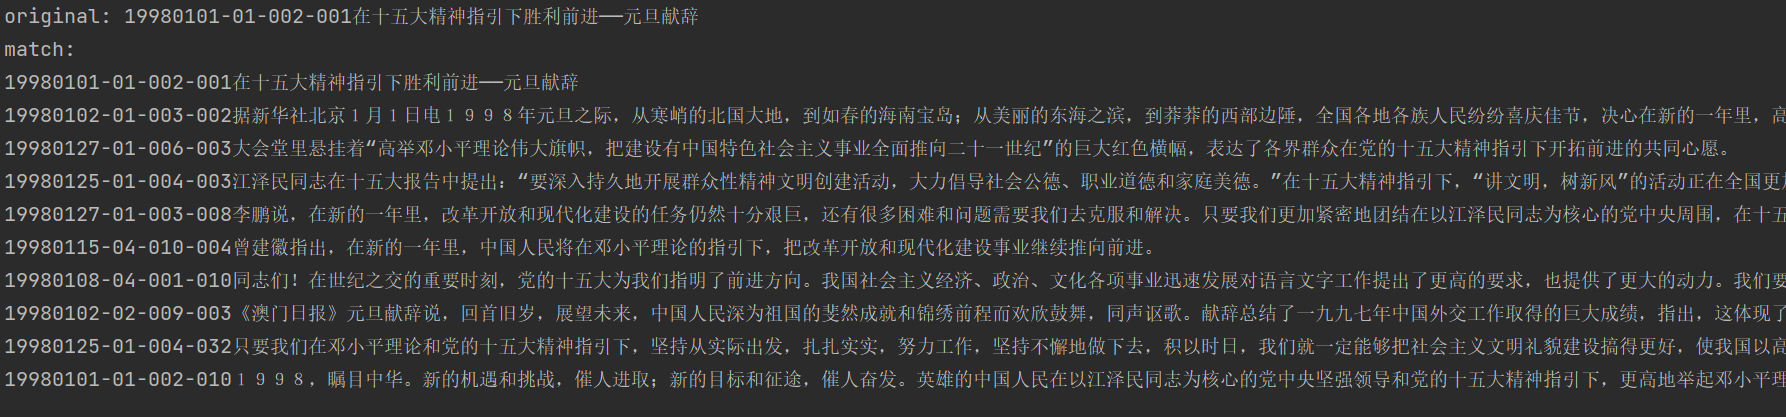 original: 19980101-01-002-001在十五大精神指引下胜利前进——元旦献辞
match:
19980101-01-002-001在十五大精神指引下胜利前进——元旦献辞
19980102-01-003-002据新华社北京１月１日电１９９８年元旦之际，从寒峭的北国大地，到如春的海南宝岛；从美丽的东海之滨，到莽莽的西部边陲，全国各地各族人民纷纷喜庆佳节，决心在新的一年里，高
19980127-01-006-003大会堂里悬挂着“高举邓小平理论伟大旗帜，把建设有中国特色社会主义事业全面推向二十一世纪”的巨大红色横幅，表达了各界群众在党的十五大精神指引下开拓前进的共同心愿。
19980125-01-004-003江泽民同志在十五大报告中提出：“要深入持久地开展群众性精神文明创建活动，大力倡导社会公德、职业道德和家庭美德。”在十五大精神指引下，“讲文明，树新风”的活动正在全国更加
19980127-01-003-008李鹏说，在新的一年里，改革开放和现代化建设的任务仍然十分艰巨，还有很多困难和问题需要我们去克服和解决。只要我们更加紧密地团结在以江泽民同志为核心的党中央周围，在十五
19980115-04-010-004曾建徽指出，在新的一年里，中国人民将在邓小平理论的指引下，把改革开放和现代化建设事业继续推向前进。
19980108-04-001-010同志们！在世纪之交的重要时刻，党的十五大为我们指明了前进方向。我国社会主义经济、政治、文化各项事业迅速发展对语言文字工作提出了更高的要求，也提供了更大的动力。我们要
19980102-02-009-003《澳门日报》元旦献辞说，回首旧岁，展望未来，中国人民深为祖国的斐然成就和锦绣前程而欢欣鼓舞，同声讴歌。献辞总结了一九九七年中国外交工作取得的巨大成绩，指出，这体现了
19980125-01-004-032只要我们在邓小平理论和党的十五大精神指引下，坚持从实际出发，扎扎实实，努力工作，坚持不懈地做下去，积以时日，我们就一定能够把社会主义文明礼貌建设搞得更好，使我国以高
19980101-01-002-010１９９８，瞩目中华。新的机遇和挑战，催人进取；新的目标和征途，催人奋发。英雄的中国人民在以江泽民同志为核心的党中央坚强领导和党的十五大精神指引下，更高地举起邓小平理